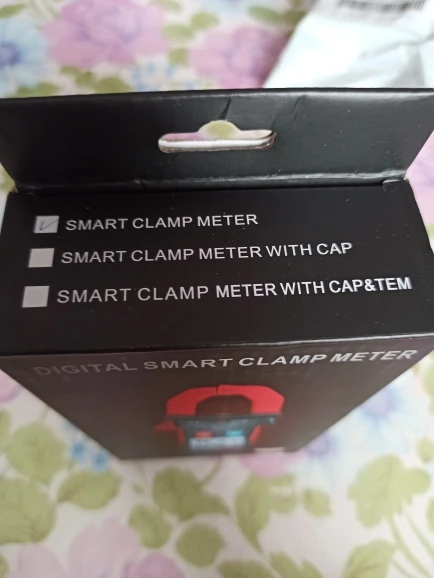 SMART CLAMP METER
SMART CLAMP METER WITH CAP
SMART CLAMP METER WITH CAP&TEM
DIGITAL SMART CLAMP METER